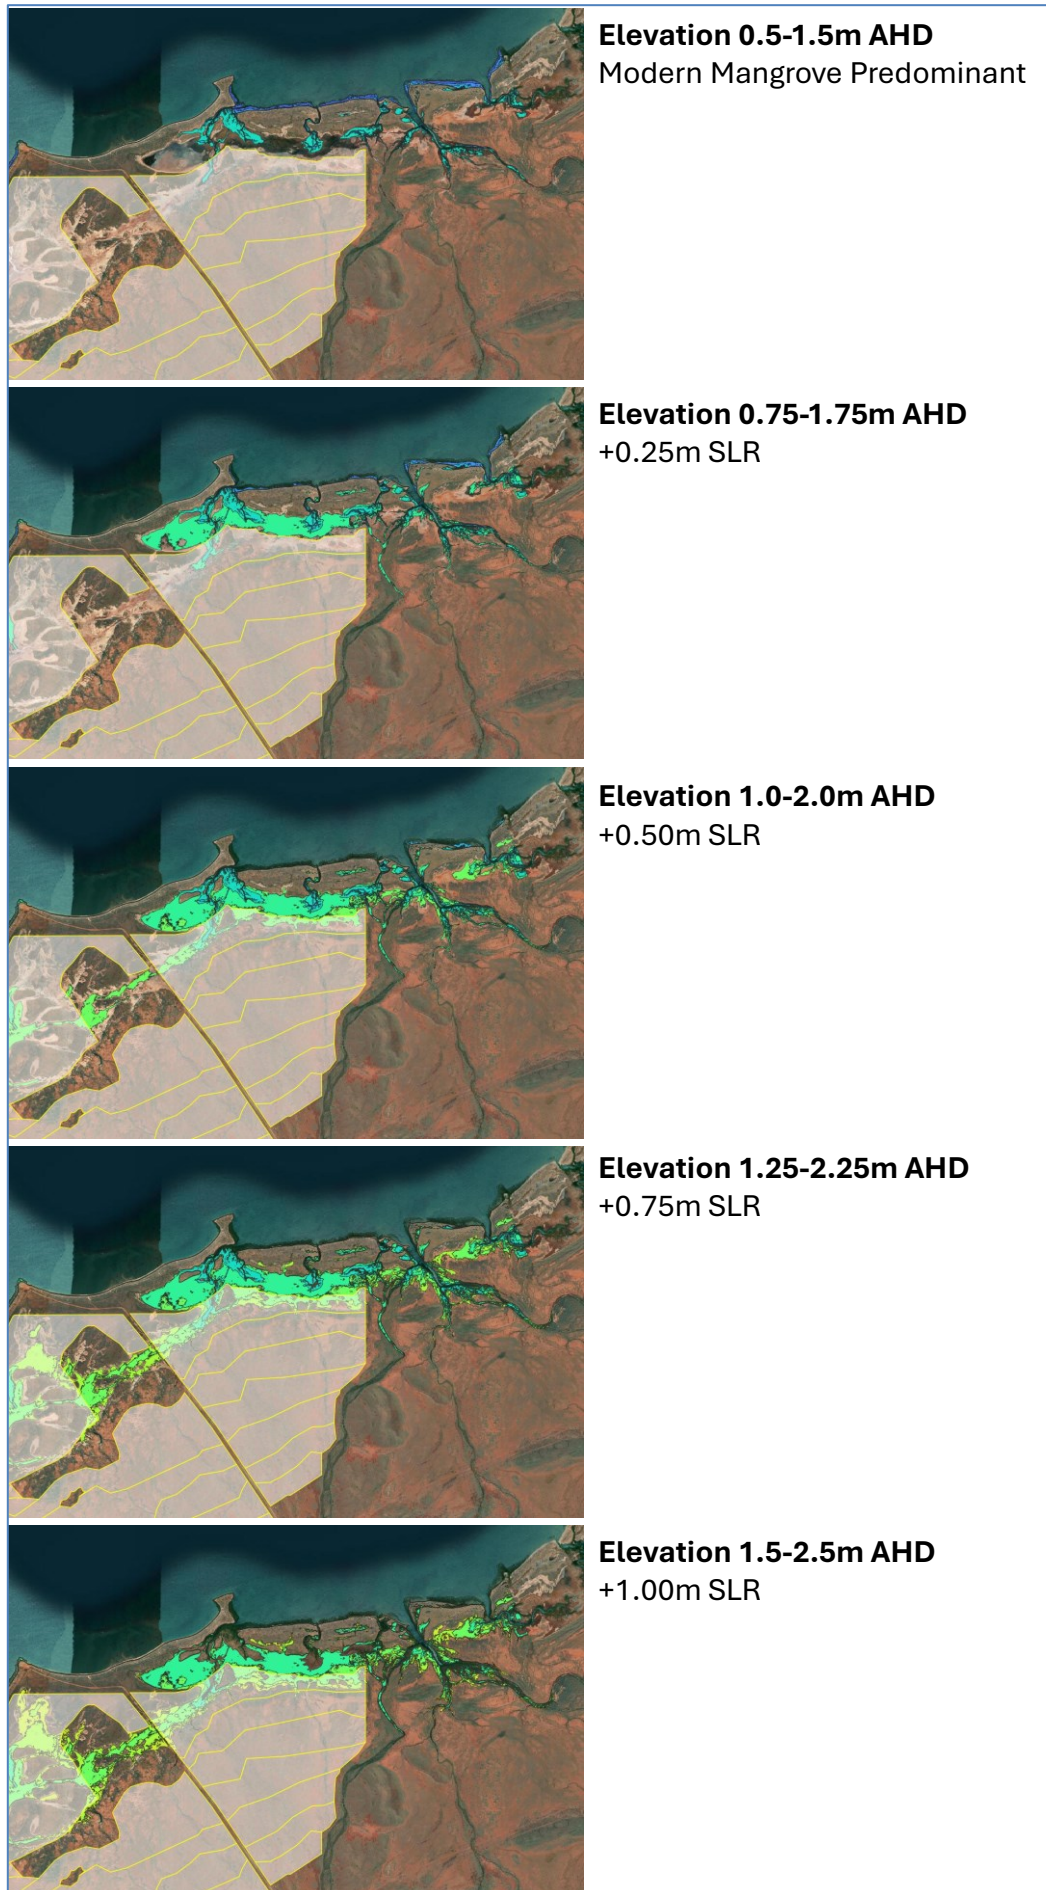 Elevation 0.5-1.5m AHD
Modern Mangrove Predominant
Elevation 0.75-1.75m AHD
+0.25m SLR
Elevation 1.0-2.0m AHD
+0.50m SLR
Elevation 1.25-2.25m AHD
+0.75m SLR
Elevation 1.5-2.5m AHD
+1.00m SLR